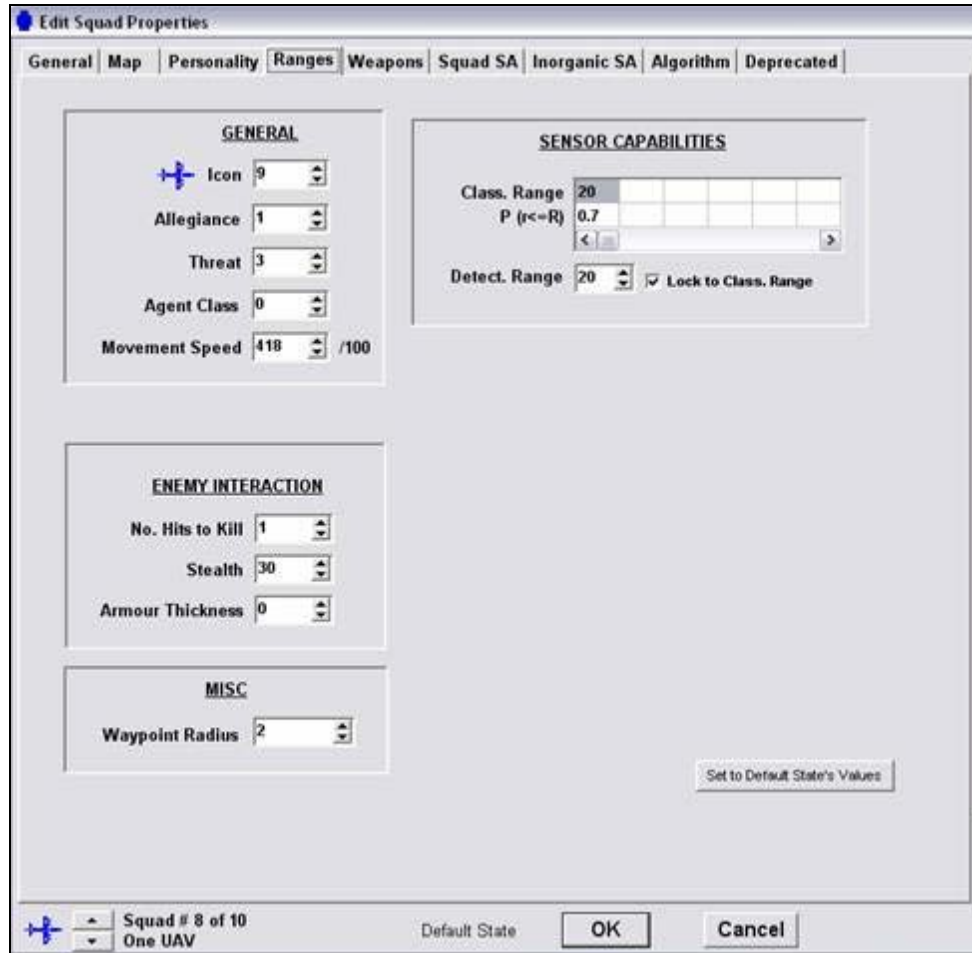 Edit Squad Properties
General Map Personality Ranges Weapons Squad SA Inorganic SA Algorithm Deprecated
GENERAL
Icon 9
Allegiance 1
Threat 3
Agent Class 0
Movement Speed 418 /100
SENSOR CAPABILITIES
Class. Range 20
P (r<=R) 0.7
Detect. Range 20 Lock to Class. Range
ENEMY INTERACTION
No. Hits to Kill 1
Stealth 30
Armour Thickness 0
MISC
Waypoint Radius 2
Set to Default State's Values
Squad # 8 of 10
One UAV
Default State OK Cancel